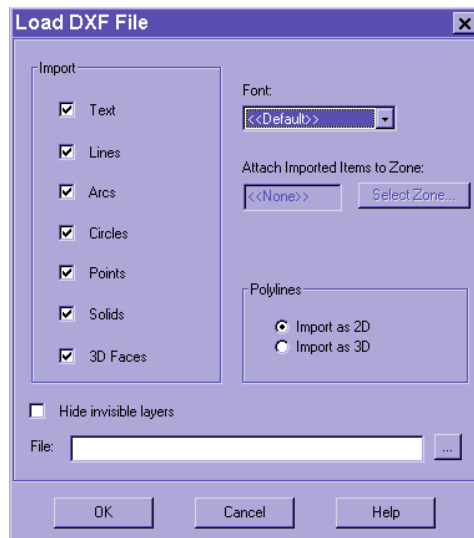 Load DXF File
Import
Text
Lines
Arcs
Circles
Points
Solids
3D Faces
Font:
<<Default>>
Attach Imported Items to Zone:
<<None>>
Select Zone...
Polylines
Import as 2D
Import as 3D
Hide invisible layers
File:
...
OK
Cancel
Help